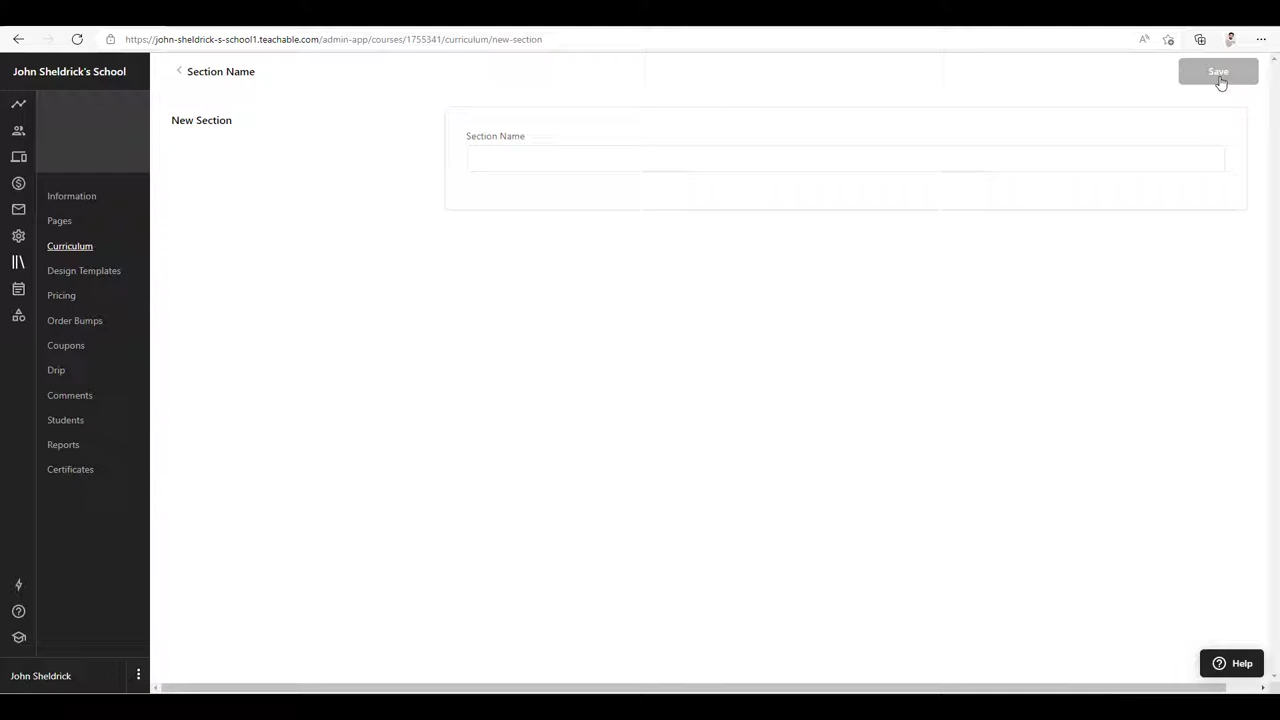 https://john-sheldrick-s-school1.teachable.com/admin-app/courses/1755341/curriculum/new-section
John Sheldrick's School
Section Name
Save
New Section
Section Name
Information
Pages
Curriculum
Design Templates
Pricing
Order Bumps
Coupons
Drip
Comments
Students
Reports
Certificates
John Sheldrick
Help